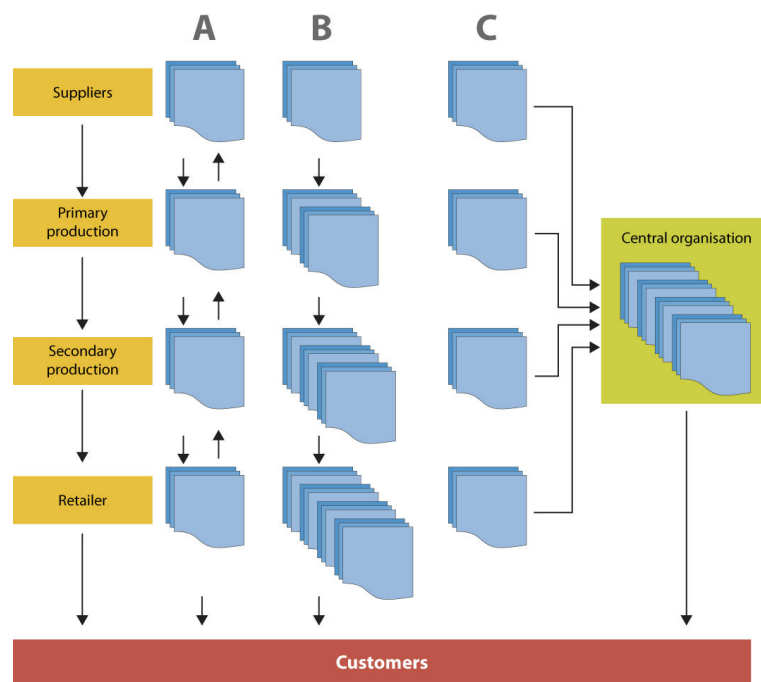 A
B
C
Suppliers
Primary
production
Central organisation
Secondary
production
Retailer
Customers